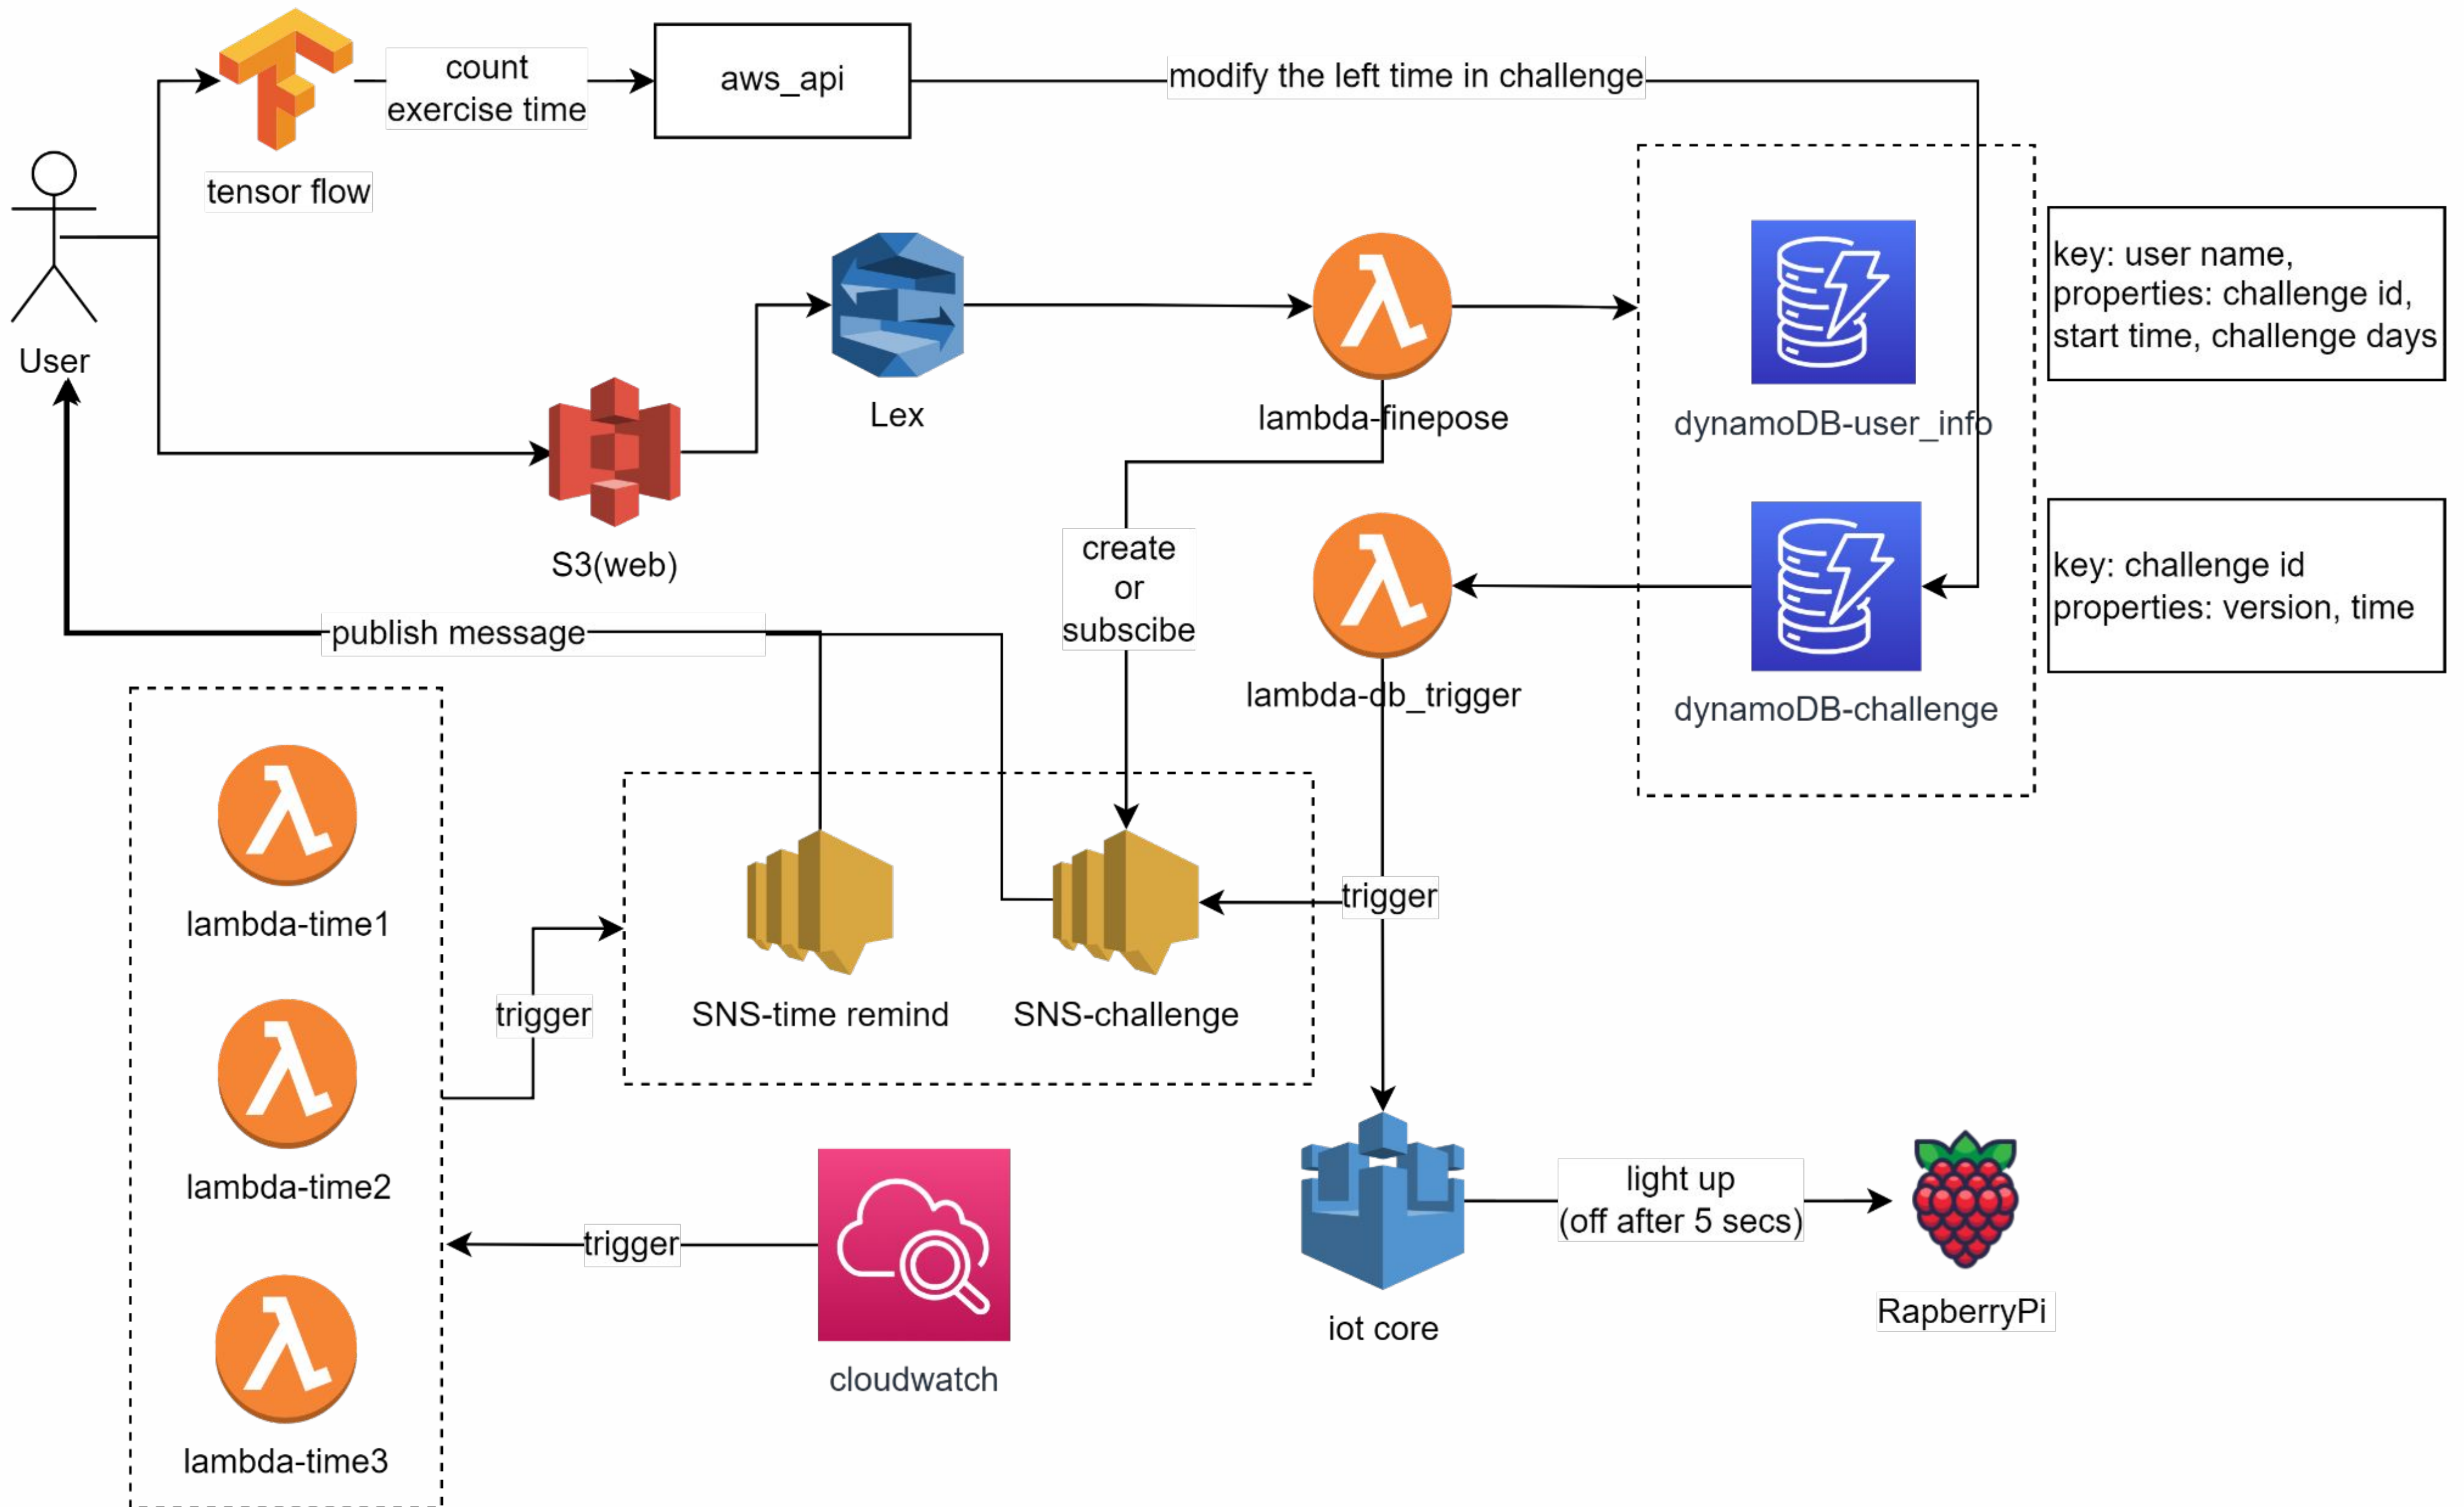 count
exercise time
aws_api
modify the left time in challenge
tensor flow
User
key: user name,
properties: challenge id,
start time, challenge days
Lex
lambda-finepose
dynamoDB-user_info
S3(web)
create
or
subscibe
key: challenge id
properties: version, time
publish message
lambda-db_trigger
dynamoDB-challenge
lambda-time1
trigger
trigger
SNS-time remind
SNS-challenge
lambda-time2
trigger
light up
(off after 5 secs)
RapberryPi
iot core
cloudwatch
lambda-time3